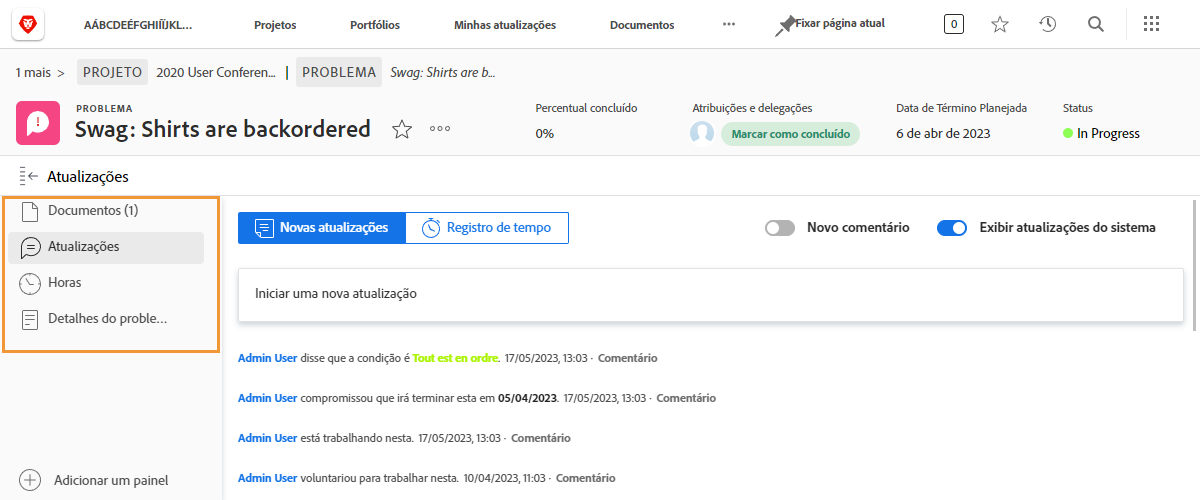 AÁBCDEÉFGHIÍJKL...
Projetos
Portfólios
Minhas atualizações
Documentos
Fixar página atual
0
1 mais >
PROJETO
2020 User Conferen...
PROBLEMA
Swag: Shirts are b...
PROBLEMA
Swag: Shirts are backordered
Percentual concluído
0%
Atribuições e delegações
Marcar como concluído
Data de Término Planejada
6 de abr de 2023
Status
In Progress
Atualizações
Documentos (1)
Atualizações
Horas
Detalhes do proble...
Adicionar um painel
Novas atualizações
Registro de tempo
Novo comentário
Exibir atualizações do sistema
Iniciar uma nova atualização
Admin User disse que a condição é Tout est en ordre. 17/05/2023, 13:03 · Comentário
Admin User compromissou que irá terminar esta em 05/04/2023. 17/05/2023, 13:03 · Comentário
Admin User está trabalhando nesta. 17/05/2023, 13:03 · Comentário
Admin User voluntariou para trabalhar nesta. 10/04/2023, 11:03 · Comentário